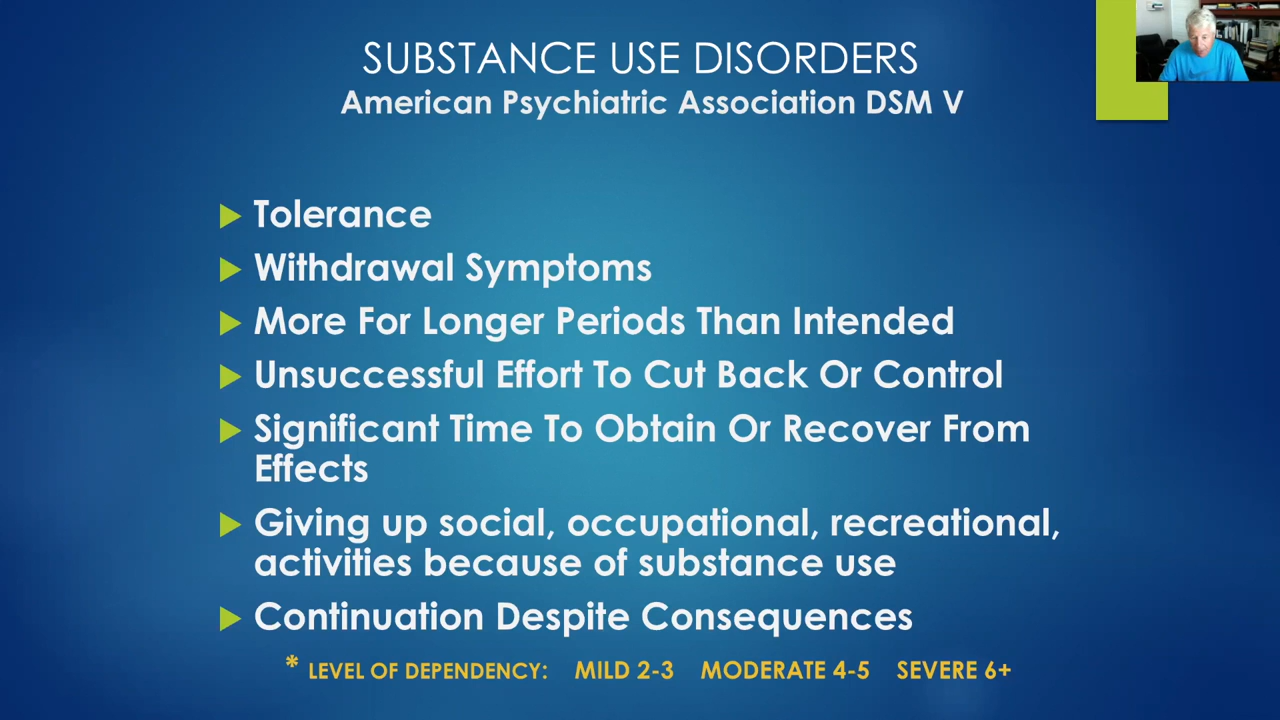 SUBSTANCE USE DISORDERS
American Psychiatric Association DSM V
Tolerance
Withdrawal Symptoms
More For Longer Periods Than Intended
Unsuccessful Effort To Cut Back Or Control
Significant Time To Obtain Or Recover From
Effects
Giving up social, occupational, recreational,
activities because of substance use
Continuation Despite Consequences
* LEVEL OF DEPENDENCY: MILD 2-3 MODERATE 4-5 SEVERE 6+